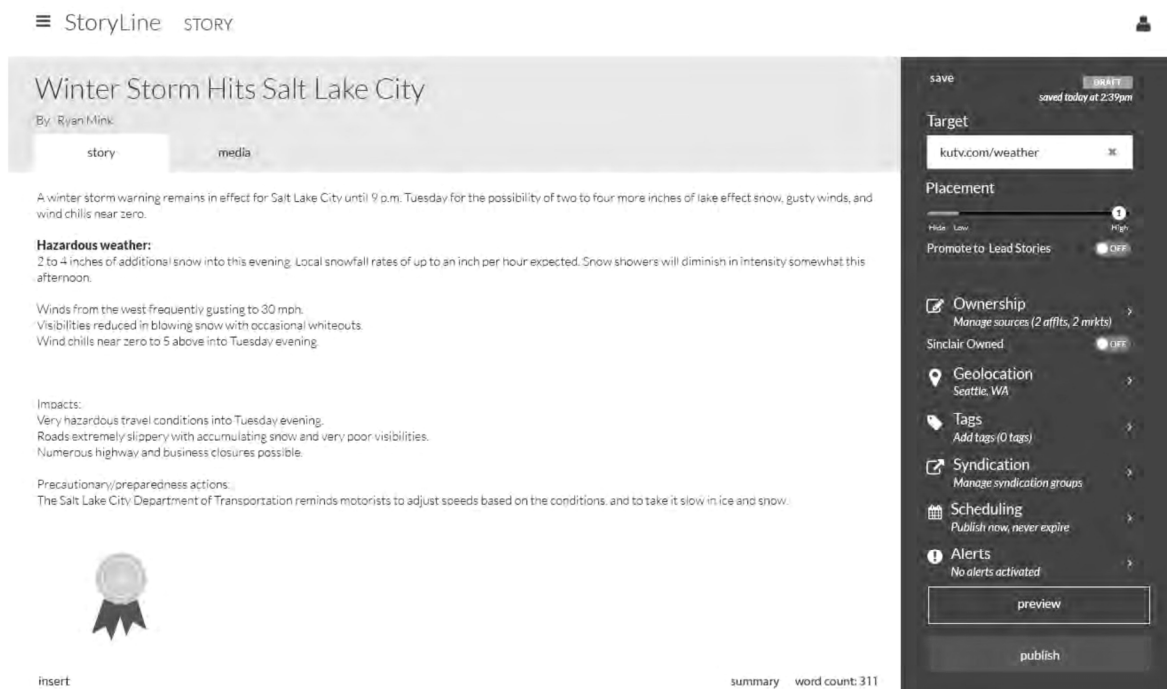 StoryLine STORY
Winter Storm Hits Salt Lake City
By: Ryan Mink
story media
A winter storm warning remains in effect for Salt Lake City until 9 p.m. Tuesday for the possibility of two to four more inches of lake effect snow, gusty winds, and
wind chills near zero.
Hazardous weather:
2 to 4 inches of additional snow into this evening. Local snowfall rates of up to an inch per hour expected. Snow showers will diminish in intensity somewhat this
afternoon.
Winds from the west frequently gusting to 30 mph.
Visibilities reduced in blowing snow with occasional whiteouts.
Wind chills near zero to 5 above into Tuesday evening.
Impacts:
Very hazardous travel conditions into Tuesday evening.
Roads extremely slippery with accumulating snow and very poor visibilities.
Numerous highway and business closures possible.
Precautionary/preparedness actions:
The Salt Lake City Department of Transportation reminds motorists to adjust speeds based on the conditions, and to take it slow in ice and snow.
insert
summary word count: 311
save
DRAFT
saved today at 2:39pm
Target
kutv.com/weather
Placement
1
Hide Low High
Promote to Lead Stories OFF
Ownership
Manage sources (2 afflts, 2 mrkts)
Sinclair Owned OFF
Geolocation
Seattle, WA
Tags
Add tags (0 tags)
Syndication
Manage syndication groups
Scheduling
Publish now, never expire
Alerts
No alerts activated
preview
publish